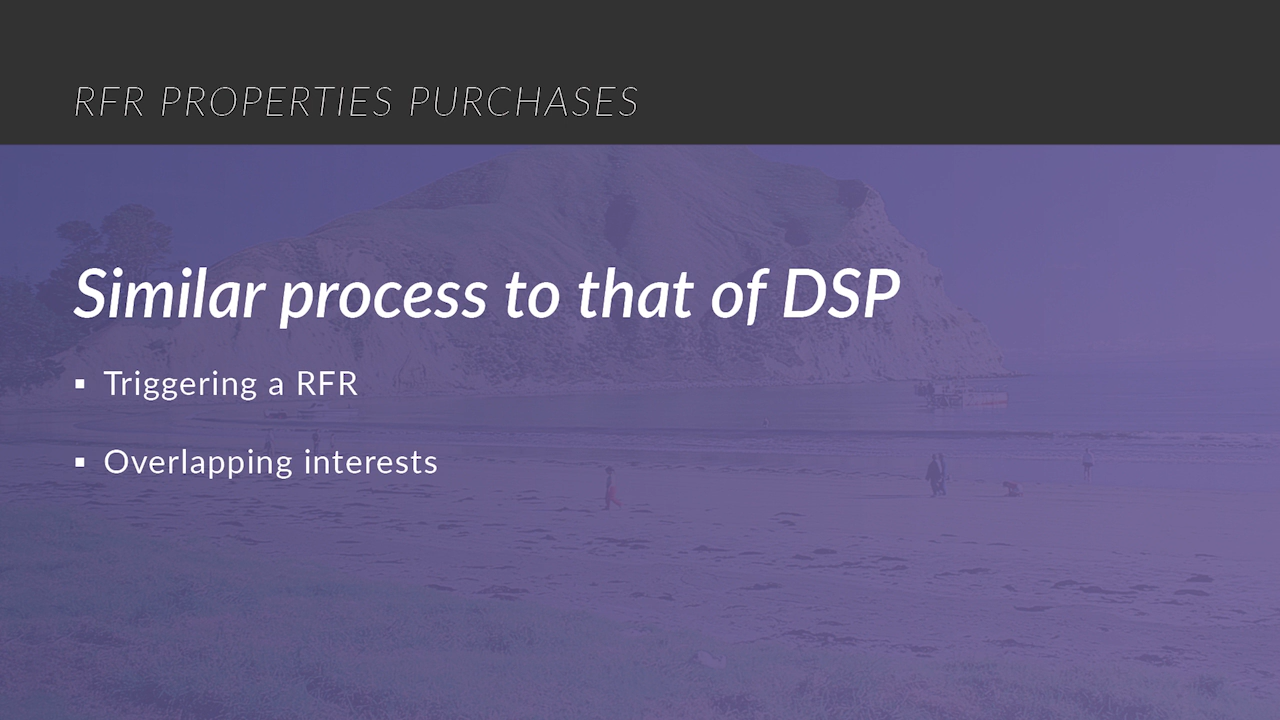 RFR PROPERTIES PURCHASES
Similar process to that of DSP
▪ Triggering a RFR
▪ Overlapping interests